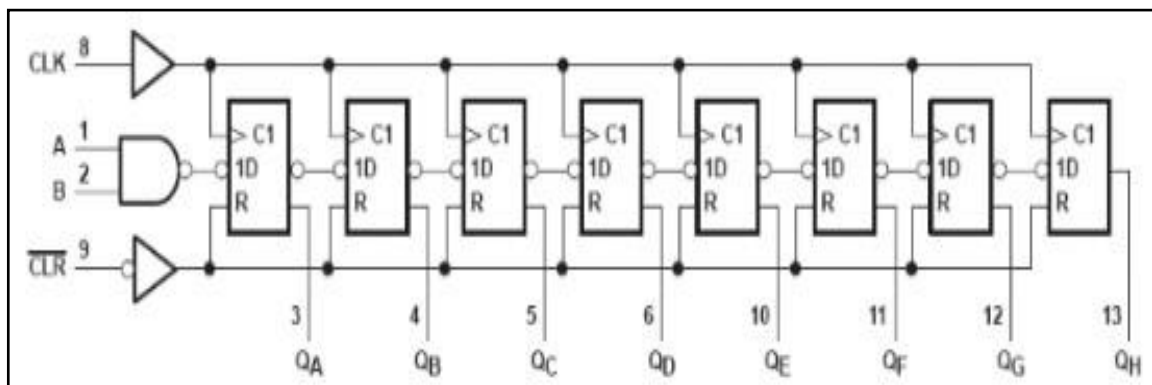 CLK 8
> C1 > C1 > C1 > C1 > C1 > C1 > C1 > C1
A 1
1D 1D 1D 1D 1D 1D 1D 1D
B 2
R R R R R R R R
C̅L̅R̅ 9
3 4 5 6 10 11 12 13
QA QB QC QD QE QF QG QH